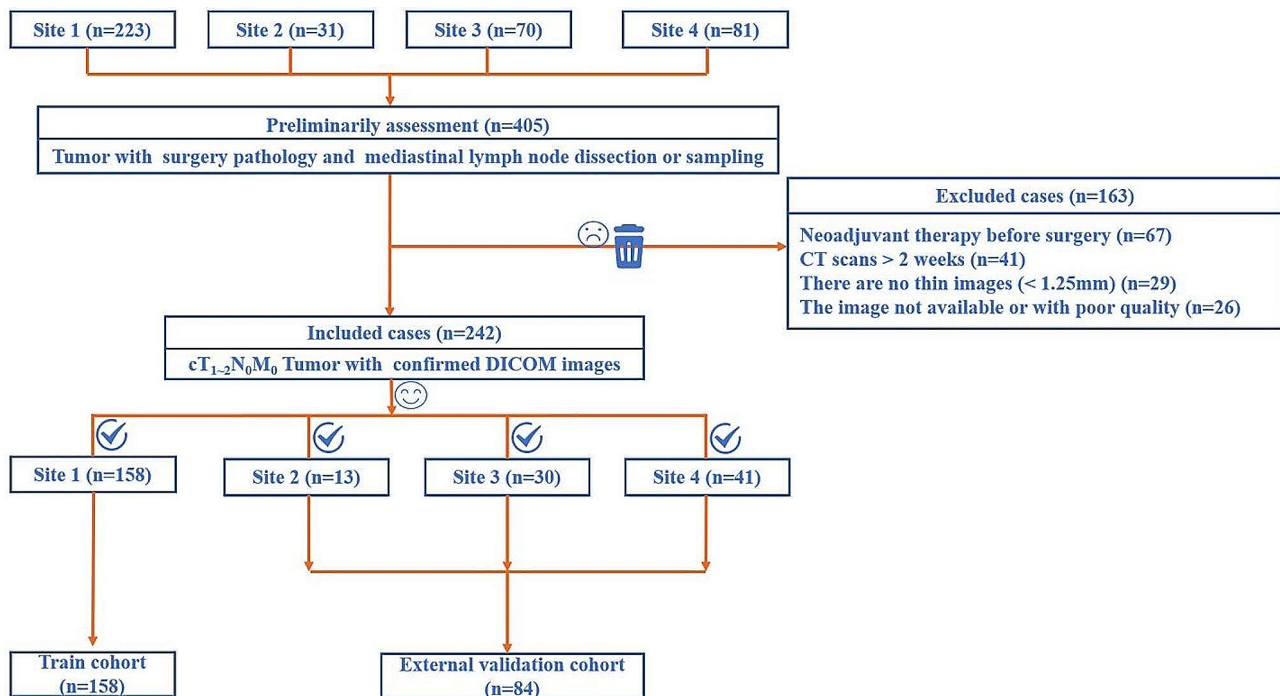 Site 1 (n=223)
Site 2 (n=31)
Site 3 (n=70)
Site 4 (n=81)
Preliminarily assessment (n=405)
Tumor with surgery pathology and mediastinal lymph node dissection or sampling
Excluded cases (n=163)
Neoadjuvant therapy before surgery (n=67)
CT scans > 2 weeks (n=41)
There are no thin images (< 1.25mm) (n=29)
The image not available or with poor quality (n=26)
Included cases (n=242)
cT₁~₂N₀M₀ Tumor with confirmed DICOM images
Site 1 (n=158)
Site 2 (n=13)
Site 3 (n=30)
Site 4 (n=41)
Train cohort
(n=158)
External validation cohort
(n=84)